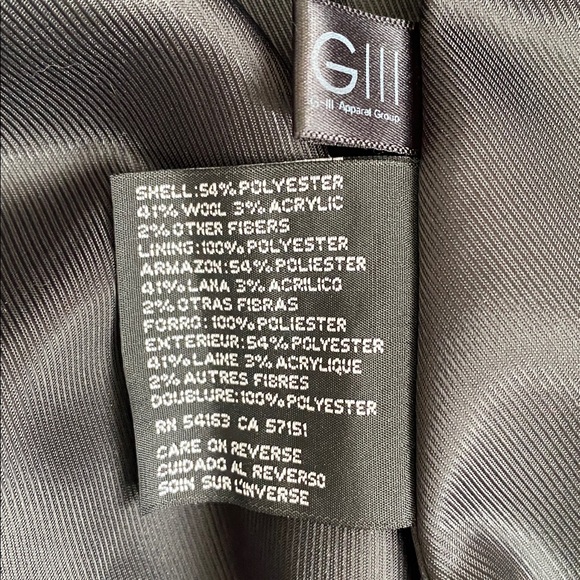 GIII
G-III Apparel Group
SHELL:54% POLYESTER
41% WOOL 3% ACRYLIC
2% OTHER FIBERS
LINING:100% POLYESTER
ARMAZON:54% POLIESTER
41% LANA 3% ACRILICO
2% OTRAS FIBRAS
FORRO:100% POLIESTER
EXTERIEUR:54% POLYESTER
41% LAINE 3% ACRYLIQUE
2% AUTRES FIBRES
DOUBLURE:100% POLYESTER
RN 54163 CA 57151
CARE ON REVERSE
CUIDADO AL REVERSO
SOIN SUR L'INVERSE